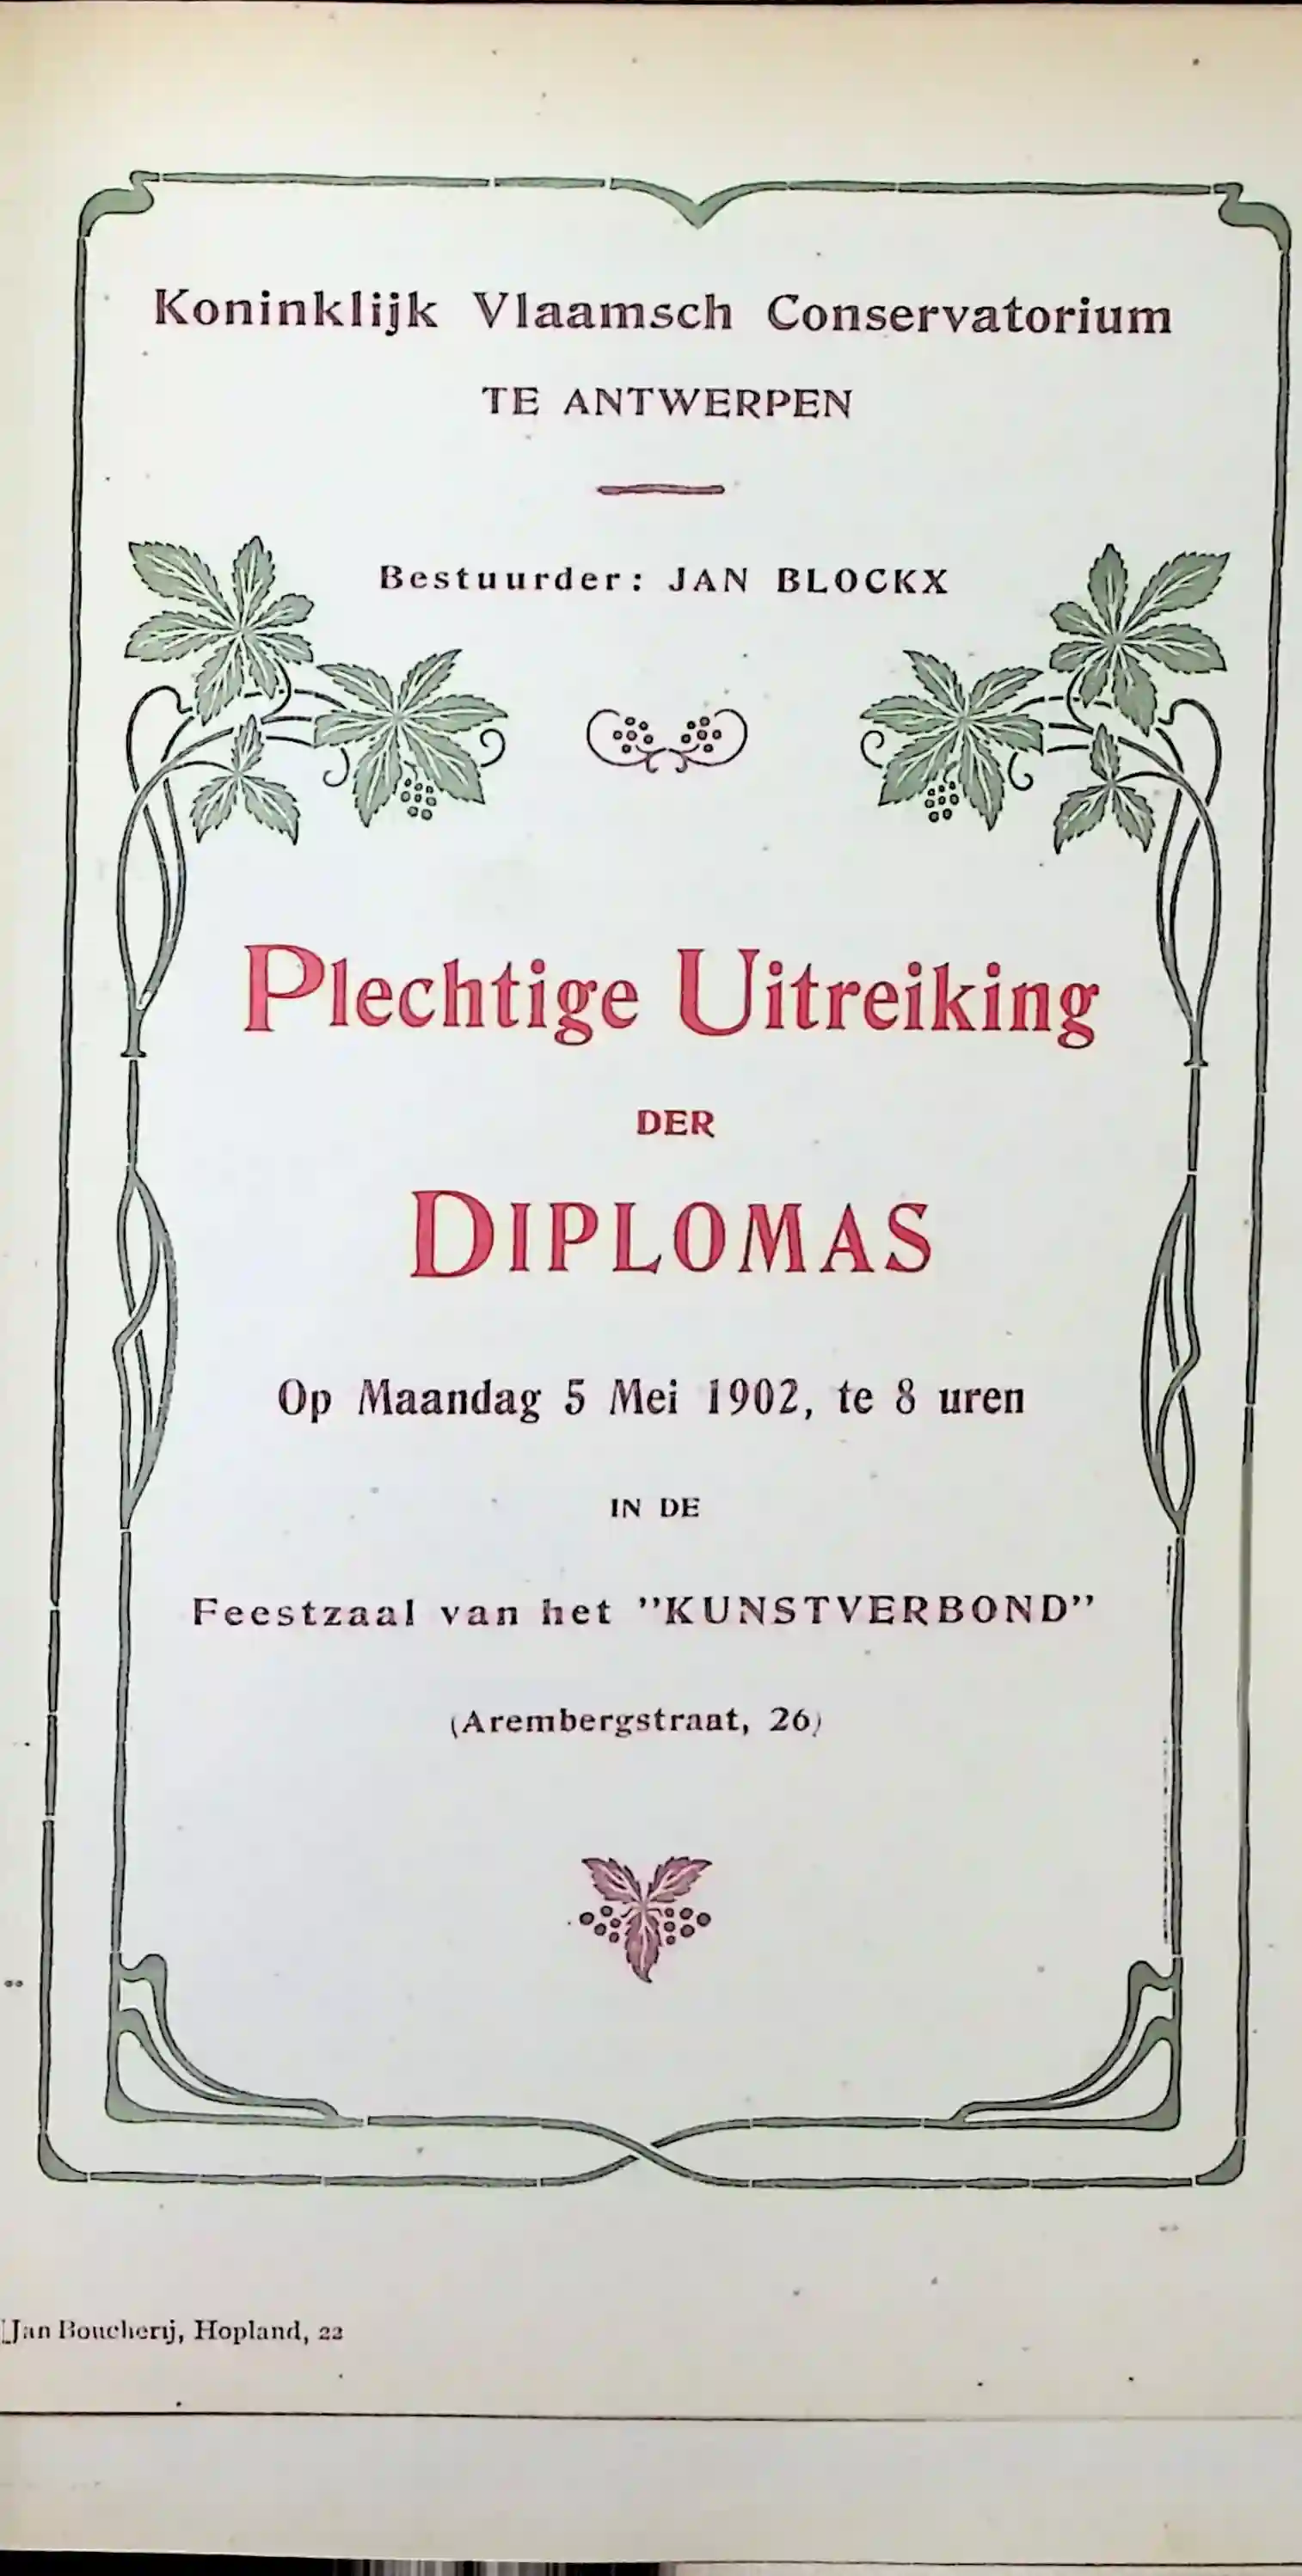 Koninklijk Vlaamsch Conservatorium
TE ANTWERPEN
Bestuurder: JAN BLOCKX
Plechtige Uitreiking
DER
DIPLOMAS
Op Maandag 5 Mei 1902, te 8 uren
IN DE
Feestzaal van het "KUNSTVERBOND"
(Arembergstraat, 26)
Jan Boucherij, Hopland, 22